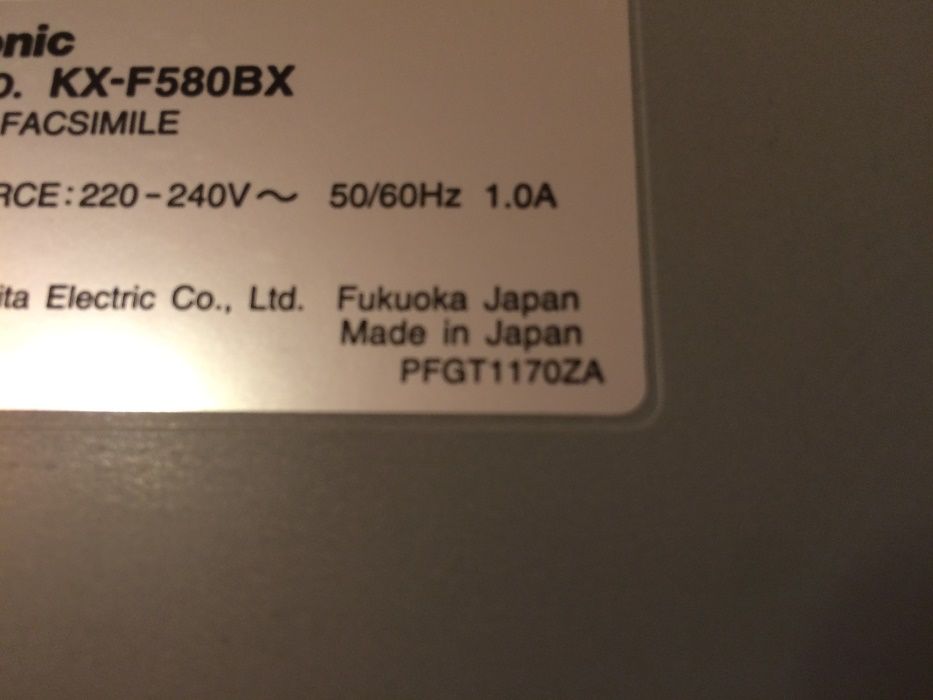 onic
o. KX-F580BX
FACSIMILE
RCE:220-240V～ 50/60Hz 1.0A
ita Electric Co., Ltd. Fukuoka Japan
Made in Japan
PFGT1170ZA